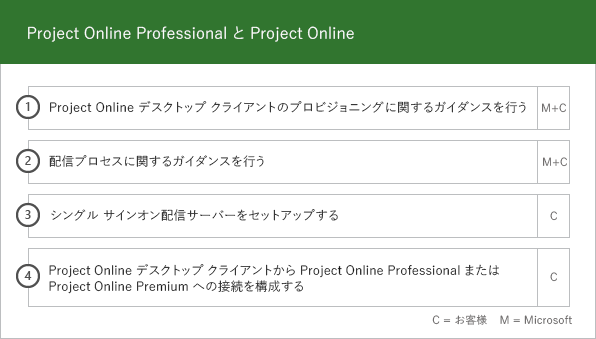 Project Online Professional と Project Online
1 Project Online デスクトップ クライアントのプロビジョニングに関するガイダンスを行う M+C
2 配信プロセスに関するガイダンスを行う M+C
3 シングル サインオン配信サーバーをセットアップする C
4 Project Online デスクトップ クライアントから Project Online Professional または
Project Online Premium への接続を構成する C
C = お客様 M = Microsoft